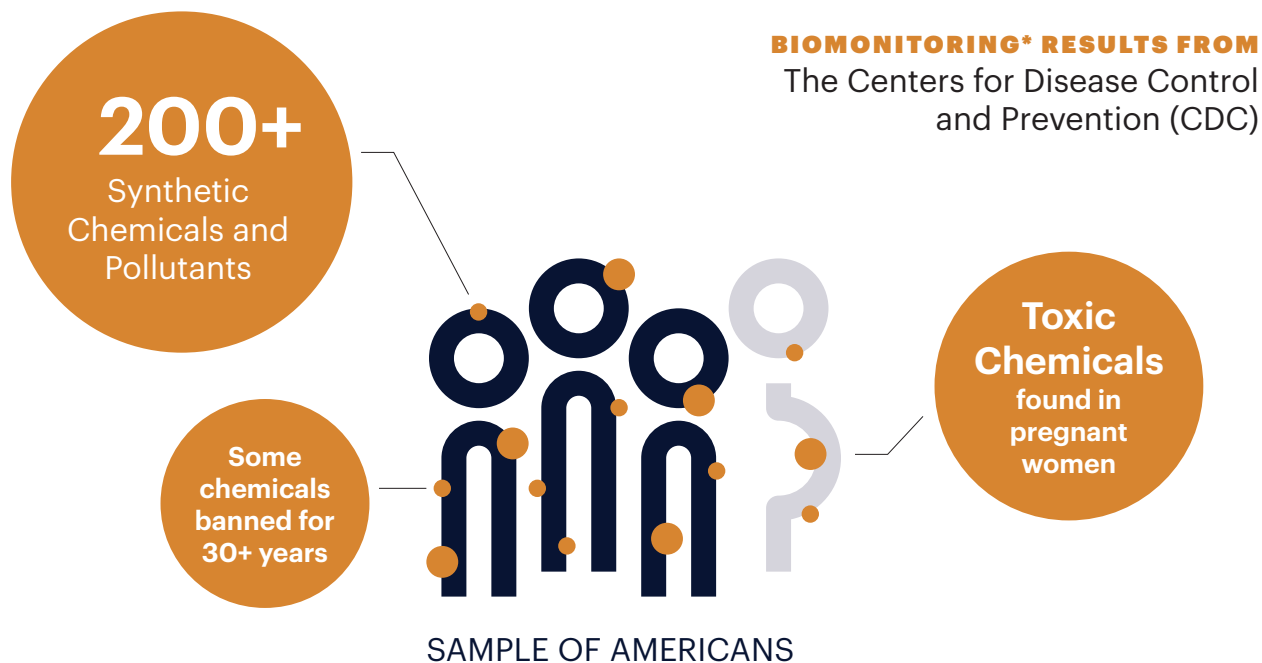 BIOMONITORING* RESULTS FROM
The Centers for Disease Control
and Prevention (CDC)
200+
Synthetic
Chemicals and
Pollutants
Some
chemicals
banned for
30+ years
Toxic
Chemicals
found in
pregnant
women
SAMPLE OF AMERICANS